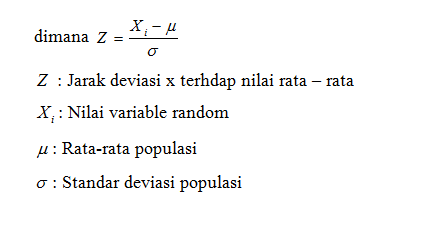 dimana Z = (X_i − μ) / σ
Z : Jarak deviasi x terhdap nilai rata – rata
X_i : Nilai variable random
μ : Rata-rata populasi
σ : Standar deviasi populasi